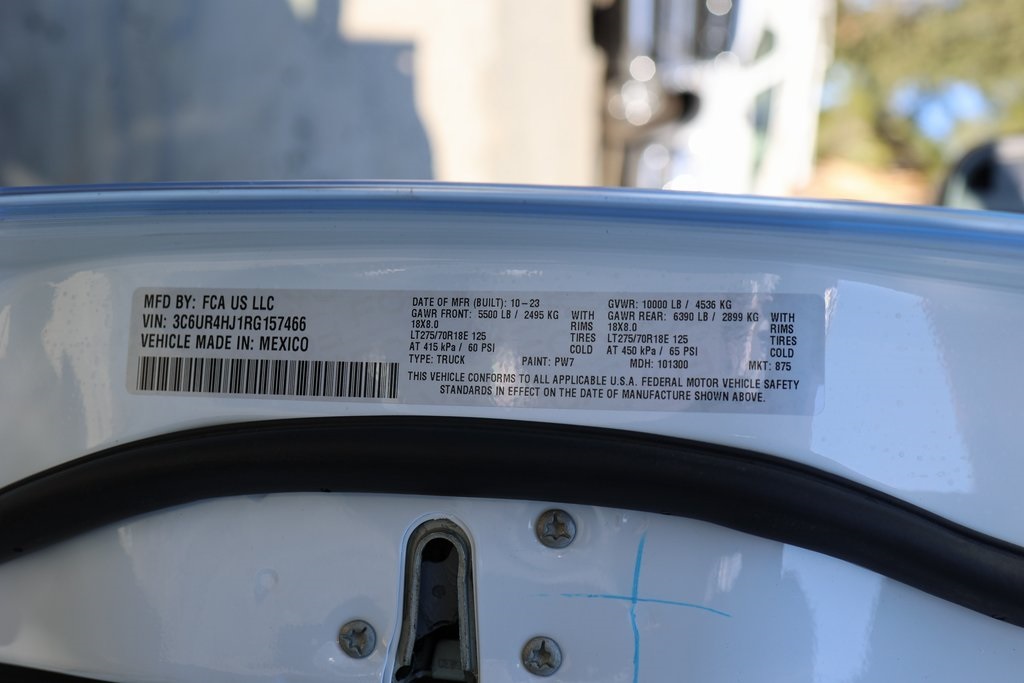 MFD BY: FCA US LLC
VIN: 3C6UR4HJ1RG157466
VEHICLE MADE IN: MEXICO
DATE OF MFR (BUILT): 10-23
GAWR FRONT: 5500 LB / 2495 KG WITH
18X8.0 RIMS
LT275/70R18E 125 TIRES
AT 415 kPa / 60 PSI COLD
TYPE: TRUCK PAINT: PW7
GVWR: 10000 LB / 4536 KG
GAWR REAR: 6390 LB / 2899 KG WITH
18X8.0 RIMS
LT275/70R18E 125 TIRES
AT 450 kPa / 65 PSI COLD
MDH: 101300 MKT: 875
THIS VEHICLE CONFORMS TO ALL APPLICABLE U.S.A. FEDERAL MOTOR VEHICLE SAFETY
STANDARDS IN EFFECT ON THE DATE OF MANUFACTURE SHOWN ABOVE.